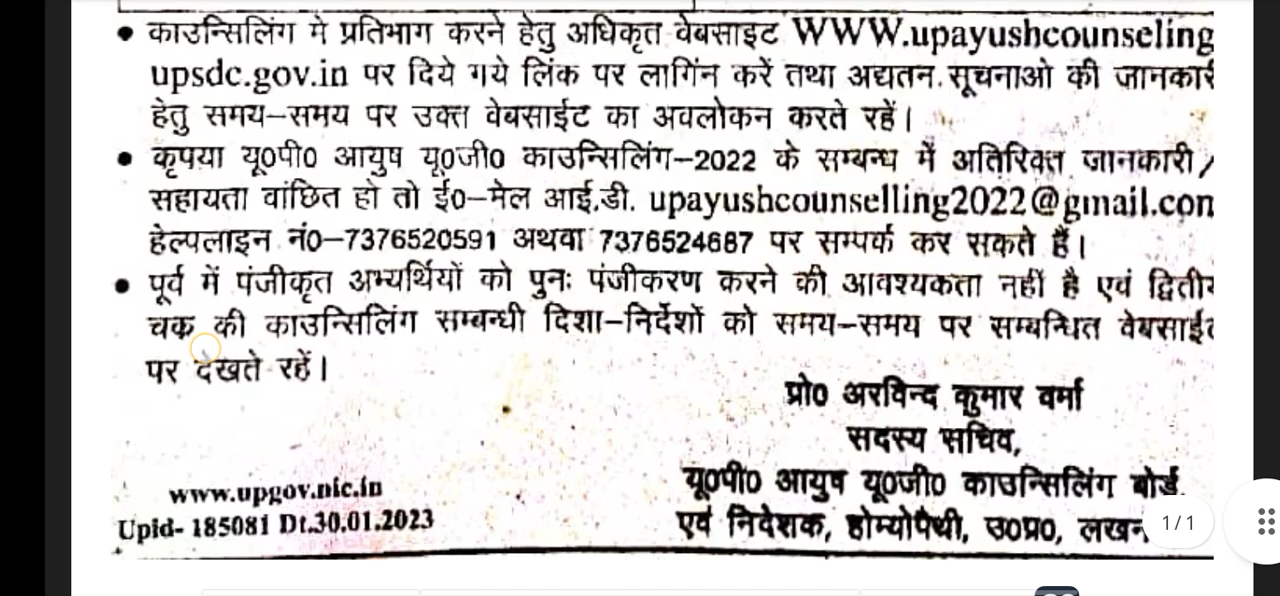 • काउन्सिलिंग मे प्रतिभाग करने हेतु अधिकृत वेबसाइट WWW.upayushcounseling
upsdc.gov.in पर दिये गये लिंक पर लागिंन करें तथा अद्यतन सूचनाओ की जानकारी
हेतु समय–समय पर उक्त वेबसाईट का अवलोकन करते रहें।
• कृपया यू0पी0 आयुष यू0जी0 काउन्सिलिंग–2022 के सम्बन्ध में अतिरिक्त जानकारी/
सहायता वांछित हो तो ई0–मेल आई.डी. upayushcounselling2022@gmail.com
हेल्पलाइन नं0–7376520591 अथवा 7376524687 पर सम्पर्क कर सकते हैं।
• पूर्व में पंजीकृत अभ्यर्थियों को पुनः पंजीकरण करने की आवश्यकता नहीं है एवं द्वितीय
चक्र की काउन्सिलिंग सम्बन्धी दिशा–निर्देशों को समय–समय पर सम्बन्धित वेबसाईट
पर देखते रहें।
प्रो0 अरविन्द कुमार वर्मा
सदस्य सचिव,
यू0पी0 आयुष यू0जी0 काउन्सिलिंग बोर्ड
एवं निदेशक, होम्योपैथी, उ0प्र0,
www.upgov.nic.in
Upid- 185081 Dt.30.01.2023
1/1